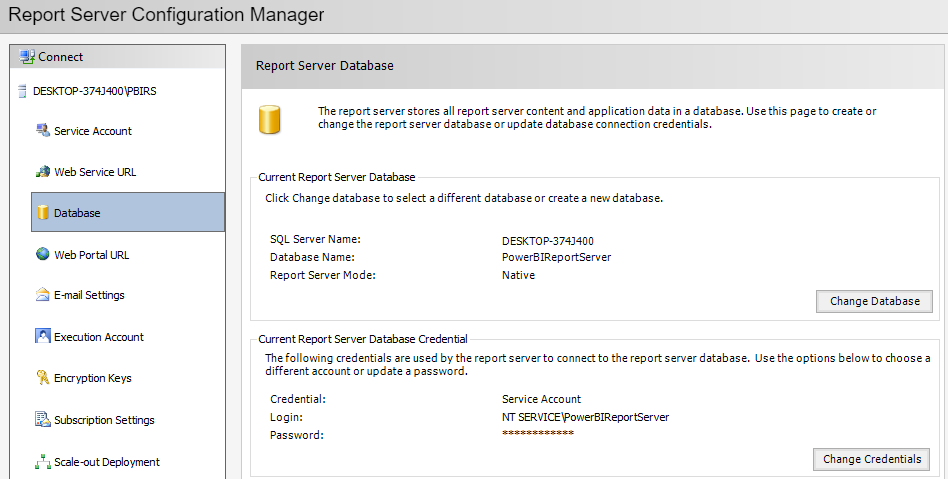 Report Server Configuration Manager
Connect
DESKTOP-374J400\PBIRS
Service Account
Web Service URL
Database
Web Portal URL
E-mail Settings
Execution Account
Encryption Keys
Subscription Settings
Scale-out Deployment
Report Server Database
The report server stores all report server content and application data in a database. Use this page to create or
change the report server database or update database connection credentials.
Current Report Server Database
Click Change database to select a different database or create a new database.
SQL Server Name: DESKTOP-374J400
Database Name: PowerBIReportServer
Report Server Mode: Native
Change Database
Current Report Server Database Credential
The following credentials are used by the report server to connect to the report server database. Use the options below to choose a
different account or update a password.
Credential: Service Account
Login: NT SERVICE\PowerBIReportServer
Password: ************
Change Credentials